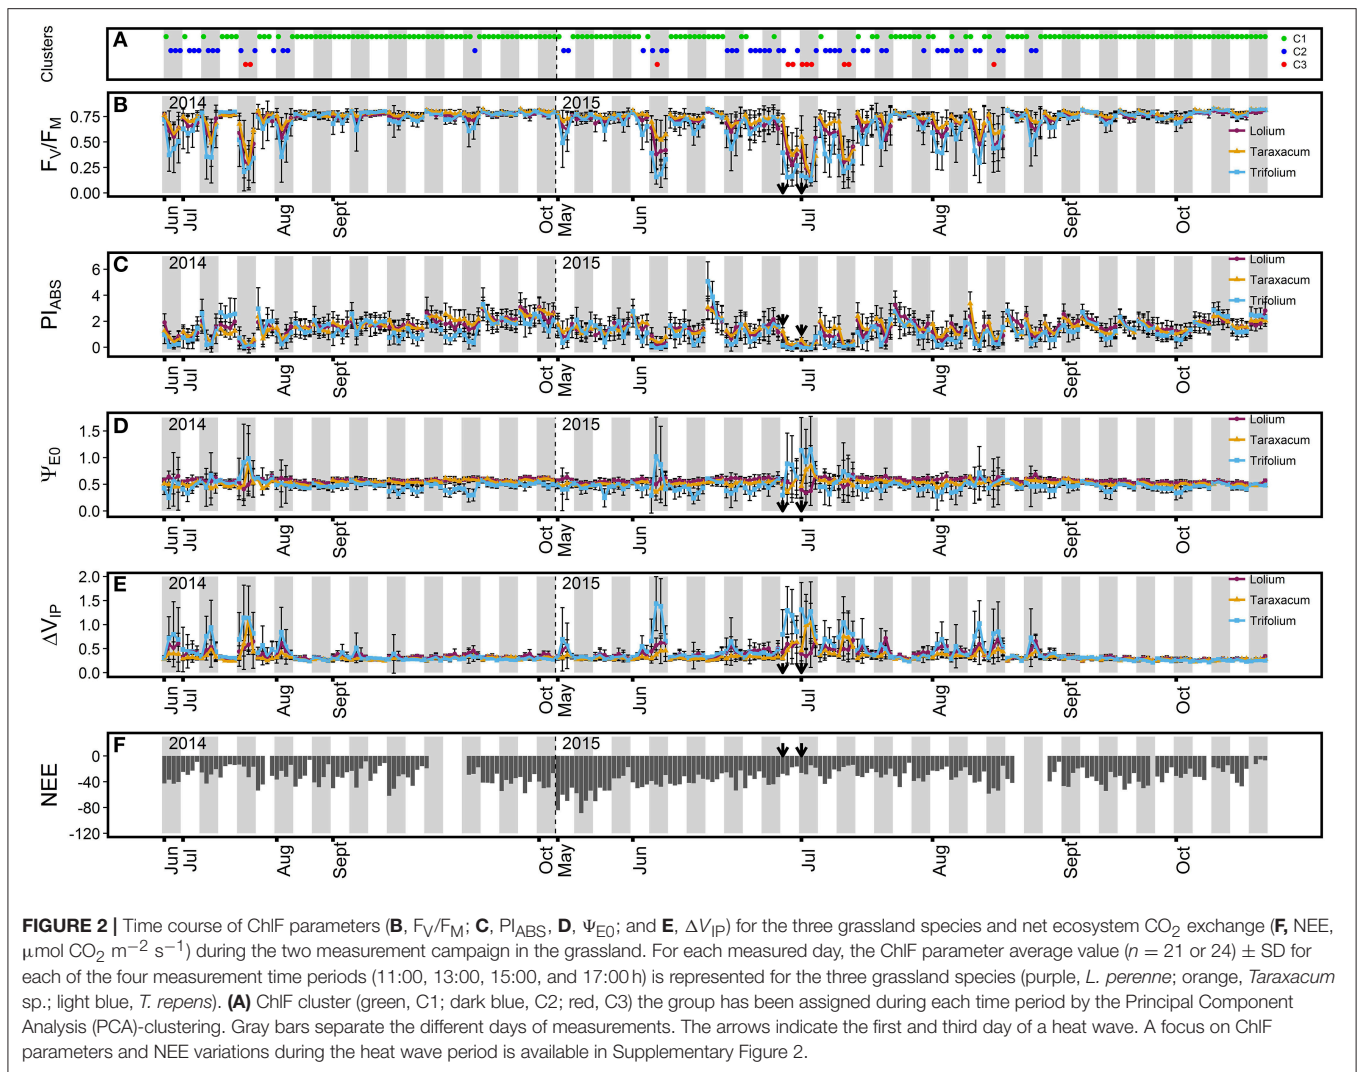 A
Clusters
C1
C2
C3
B
2014
2015
FV/FM
0.75
0.50
0.25
0.00
Lolium
Taraxacum
Trifolium
Jun
Jul
Aug
Sept
Oct
May
Jun
Jul
Aug
Sept
Oct
C
2014
2015
PIABS
6
4
2
0
Lolium
Taraxacum
Trifolium
Jun
Jul
Aug
Sept
Oct
May
Jun
Jul
Aug
Sept
Oct
D
2014
2015
ΨE0
1.5
1.0
0.5
0.0
Lolium
Taraxacum
Trifolium
Jun
Jul
Aug
Sept
Oct
May
Jun
Jul
Aug
Sept
Oct
E
2014
2015
ΔVIP
2.0
1.5
1.0
0.5
0.0
Lolium
Taraxacum
Trifolium
Jun
Jul
Aug
Sept
Oct
May
Jun
Jul
Aug
Sept
Oct
F
2014
2015
NEE
0
-40
-80
-120
Jun
Jul
Aug
Sept
Oct
May
Jun
Jul
Aug
Sept
Oct
FIGURE 2 | Time course of ChlF parameters (B, FV/FM; C, PIABS, D, ΨE0; and E, ΔVIP) for the three grassland species and net ecosystem CO2 exchange (F, NEE,
μmol CO2 m−2 s−1) during the two measurement campaign in the grassland. For each measured day, the ChlF parameter average value (n = 21 or 24) ± SD for
each of the four measurement time periods (11:00, 13:00, 15:00, and 17:00 h) is represented for the three grassland species (purple, L. perenne; orange, Taraxacum
sp.; light blue, T. repens). (A) ChlF cluster (green, C1; dark blue, C2; red, C3) the group has been assigned during each time period by the Principal Component
Analysis (PCA)-clustering. Gray bars separate the different days of measurements. The arrows indicate the first and third day of a heat wave. A focus on ChlF
parameters and NEE variations during the heat wave period is available in Supplementary Figure 2.